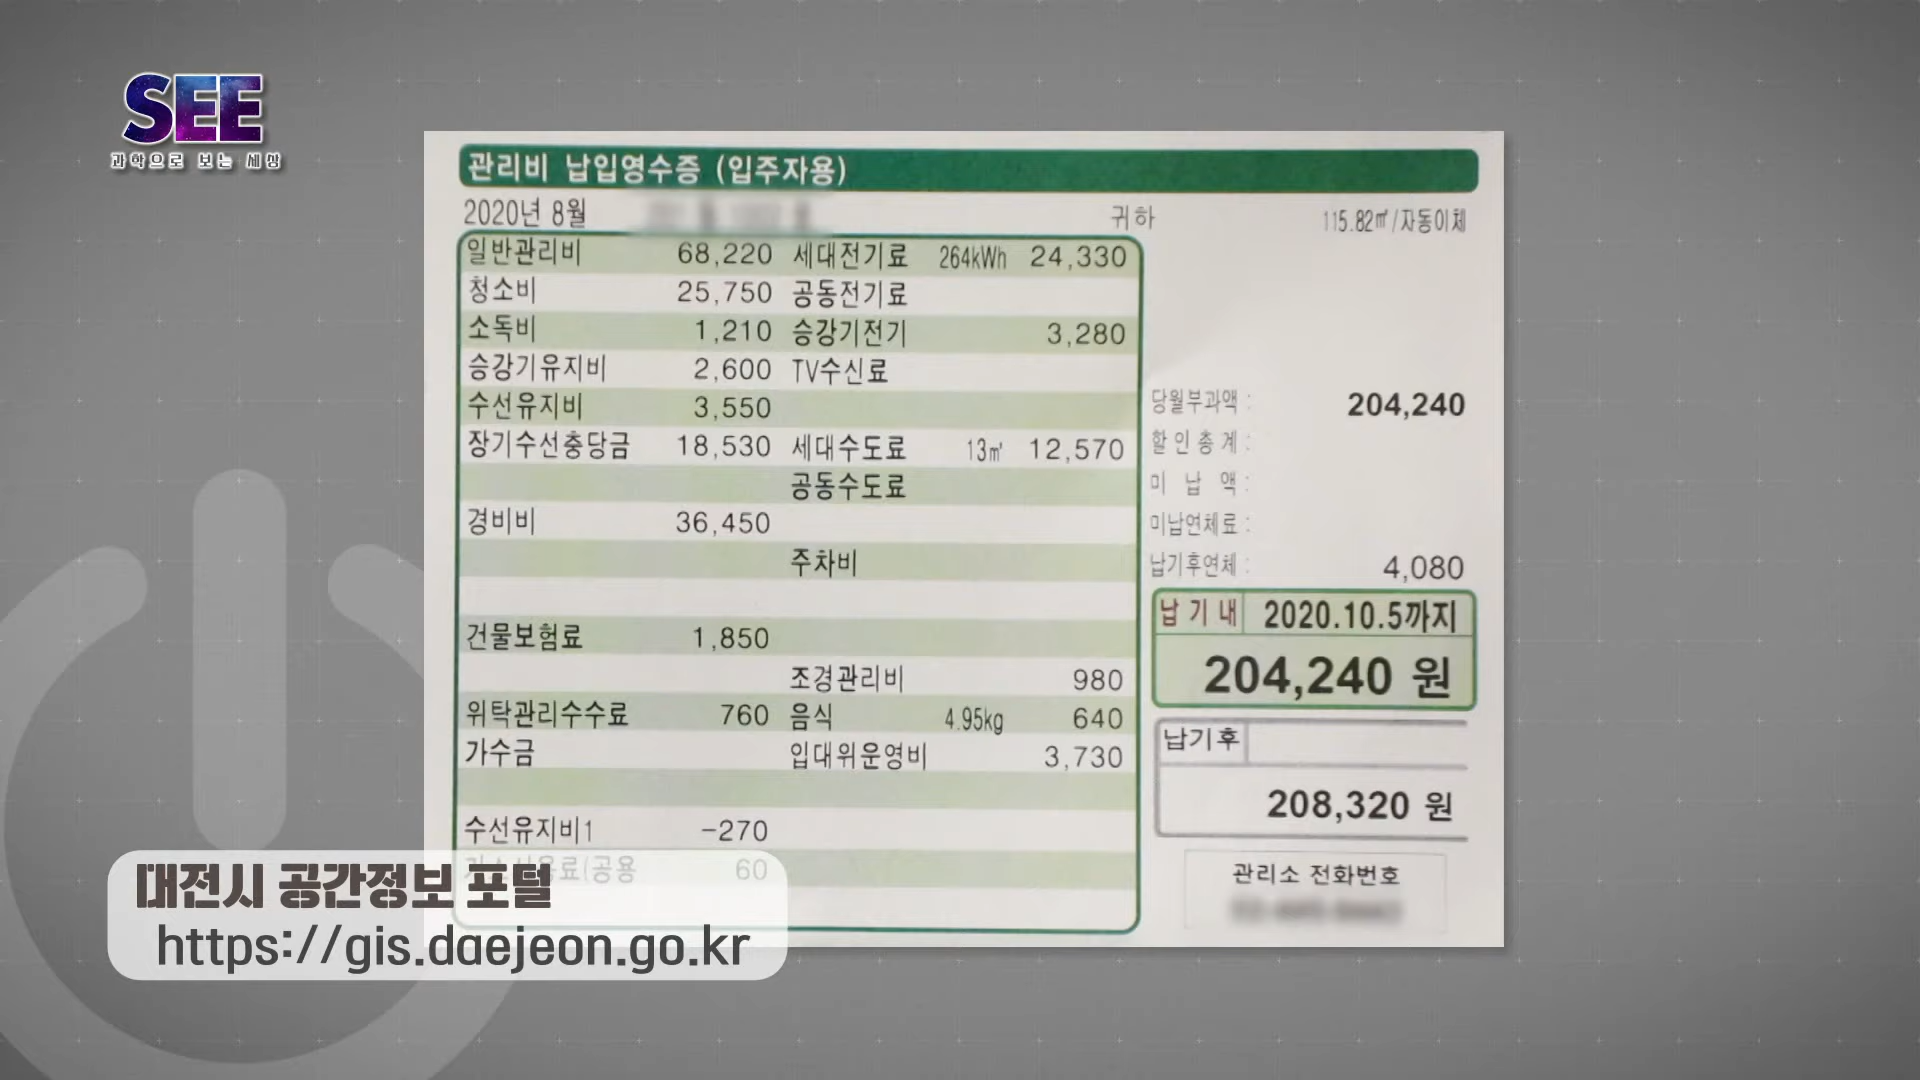 SEE
과학으로 보는 세상
관리비 납입영수증 (입주자용)
2020년 8월 귀하 115.82㎡/자동이체
일반관리비 68,220 세대전기료 264kWh 24,330
청소비 25,750 공동전기료
소독비 1,210 승강기전기 3,280
승강기유지비 2,600 TV수신료
수선유지비 3,550
장기수선충당금 18,530 세대수도료 13㎥ 12,570
공동수도료
경비비 36,450
주차비
건물보험료 1,850
조경관리비 980
위탁관리수수료 760 음식 4.95kg 640
가수금 입대위운영비 3,730
수선유지비1 -270
료(공용 60
당월부과액 : 204,240
할인총계 :
미 납 액 :
미납연체료 :
납기후연체 : 4,080
납 기 내 2020.10.5까지
204,240 원
납기후
208,320 원
관리소 전화번호
대전시 공간정보 포털
https://gis.daejeon.go.kr